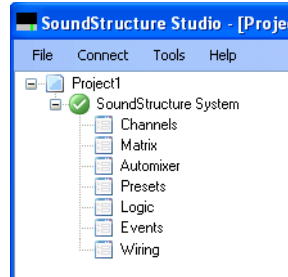 SoundStructure Studio - [Proje
File Connect Tools Help
Project1
SoundStructure System
Channels
Matrix
Automixer
Presets
Logic
Events
Wiring